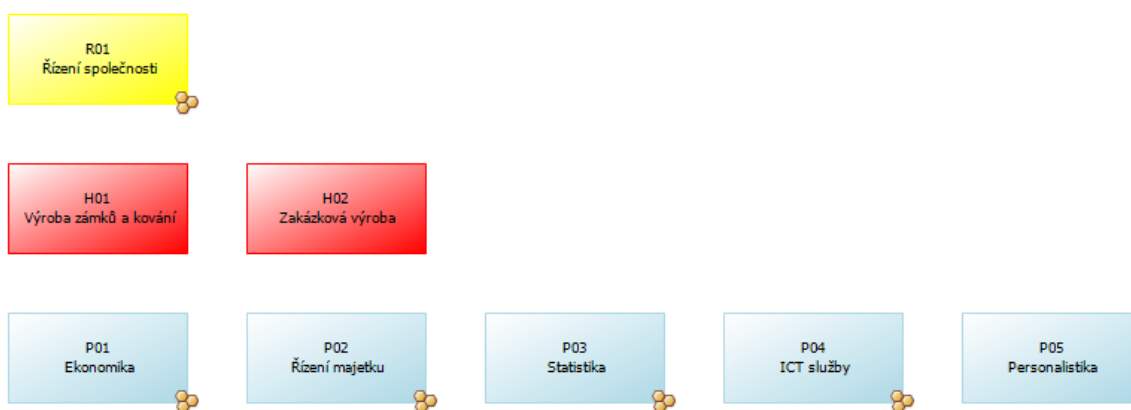 R01
Řízení společnosti
H01
Výroba zámků a kování
H02
Zakázková výroba
P01
Ekonomika
P02
Řízení majetku
P03
Statistika
P04
ICT služby
P05
Personalistika